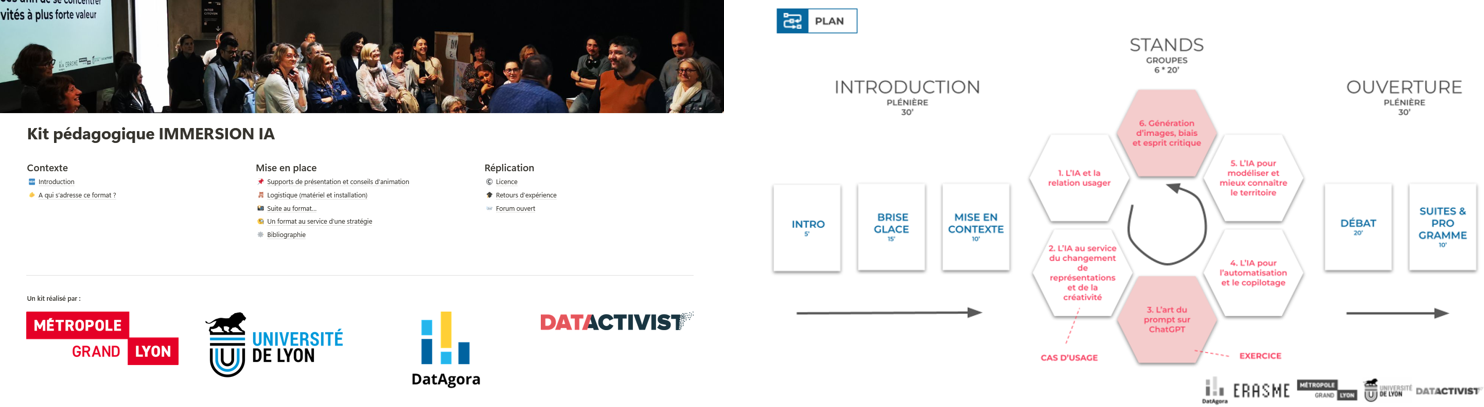 vités à plus forte valeur
Kit pédagogique IMMERSION IA
Contexte
Introduction
A qui s'adresse ce format ?
Mise en place
Supports de présentation et conseils d'animation
Logistique (matériel et installation)
Suite au format...
Un format au service d'une stratégie
Bibliographie
Réplication
Licence
Retours d'expérience
Forum ouvert
Un kit réalisé par :
MÉTROPOLE
GRAND LYON
UNIVERSITÉ
DE LYON
DatAgora
DATACTIVIST
PLAN
INTRODUCTION
PLÉNIÈRE
30'
INTRO
5'
BRISE
GLACE
15'
MISE EN
CONTEXTE
10'
STANDS
GROUPES
6 * 20'
1. L'IA et la
relation usager
2. L'IA au service
du changement
de
représentations
et de la
créativité
3. L'art du
prompt sur
ChatGPT
4. L'IA pour
l'automatisation
et le copilotage
5. L'IA pour
modéliser et
mieux connaître
le territoire
6. Génération
d'images, biais
et esprit critique
CAS D'USAGE
EXERCICE
OUVERTURE
PLÉNIÈRE
30'
DÉBAT
20'
SUITES &
PRO
GRAMME
10'
DatAgora
ERASME
MÉTROPOLE
GRAND LYON
UNIVERSITÉ
DE LYON
DATACTIVIST